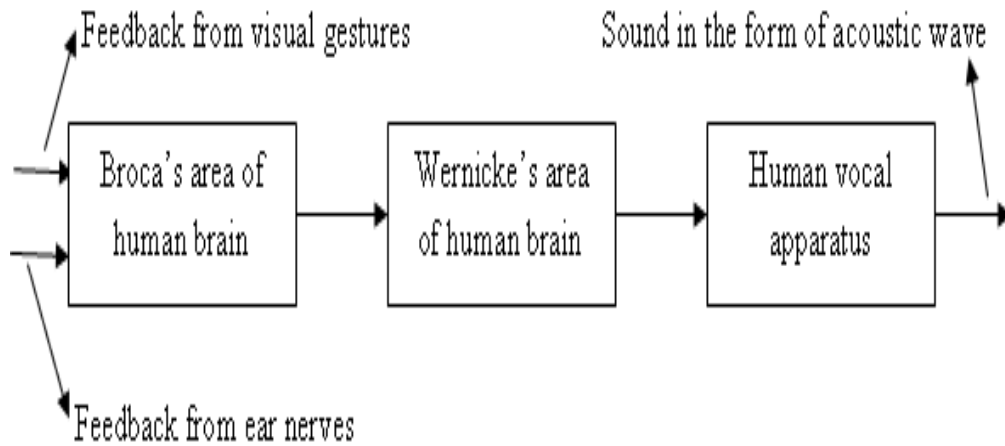 Feedback from visual gestures
Sound in the form of acoustic wave
Broca's area of
human brain
Wernicke's area
of human brain
Human vocal
apparatus
Feedback from ear nerves